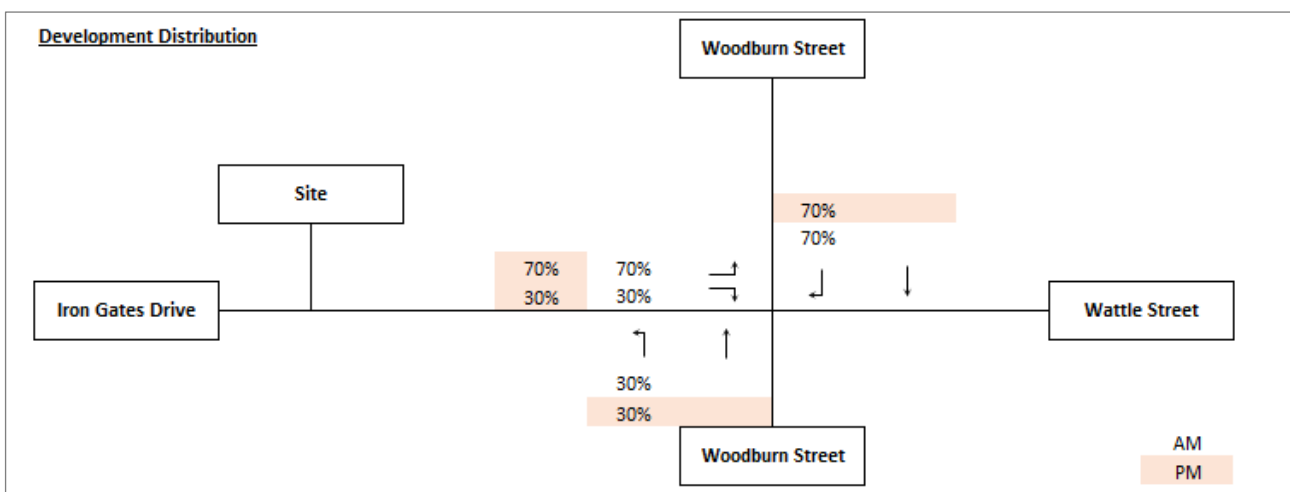 Development Distribution
Woodburn Street
Site
70%
70%
70% 70%
30% 30%
Iron Gates Drive
Wattle Street
30%
30%
Woodburn Street
AM
PM